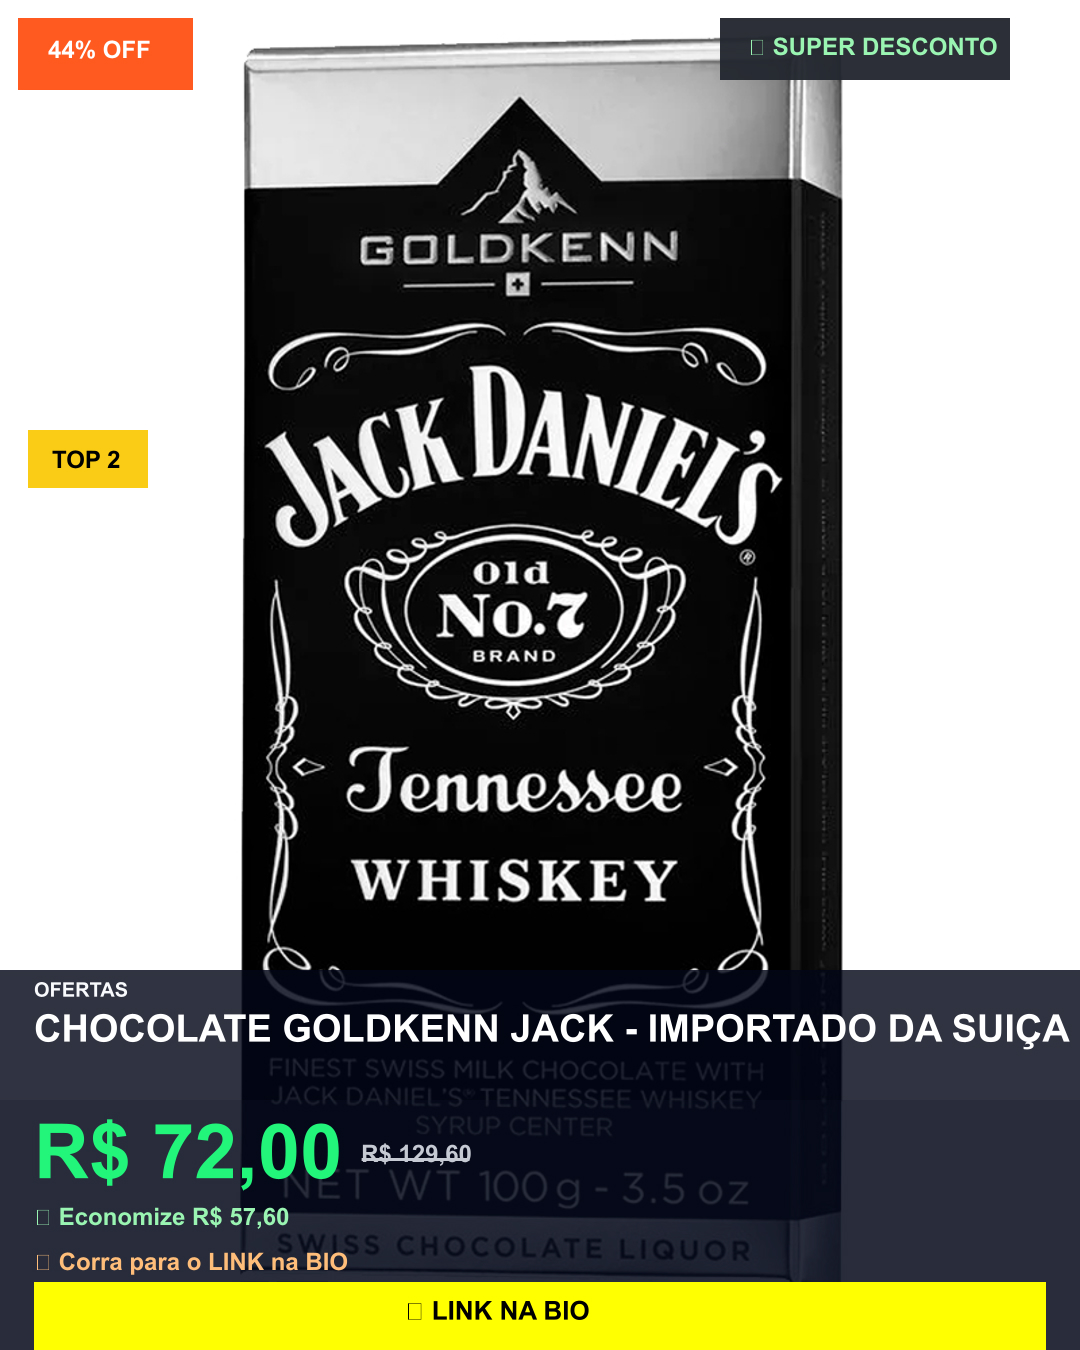 44% OFF
SUPER DESCONTO
GOLDKENN
JACK DANIEL'S
®
TOP 2
Old
No.7
BRAND
Tennessee
WHISKEY
OFERTAS
CHOCOLATE GOLDKENN JACK - IMPORTADO DA SUIÇA
FINEST SWISS MILK CHOCOLATE WITH
JACK DANIEL'S® TENNESSEE WHISKEY
SYRUP CENTER
R$ 72,00 R$ 129,60
NET WT 100g - 3.5 oz
Economize R$ 57,60
SWISS CHOCOLATE LIQUOR
Corra para o LINK na BIO
LINK NA BIO